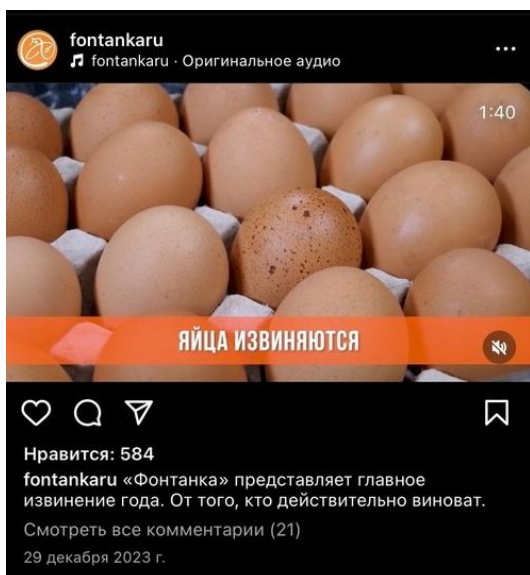 fontankaru
fontankaru · Оригинальное аудио
1:40
ЯЙЦА ИЗВИНЯЮТСЯ
Нравится: 584
fontankaru «Фонтанка» представляет главное
извинение года. От того, кто действительно виноват.
Смотреть все комментарии (21)
29 декабря 2023 г.